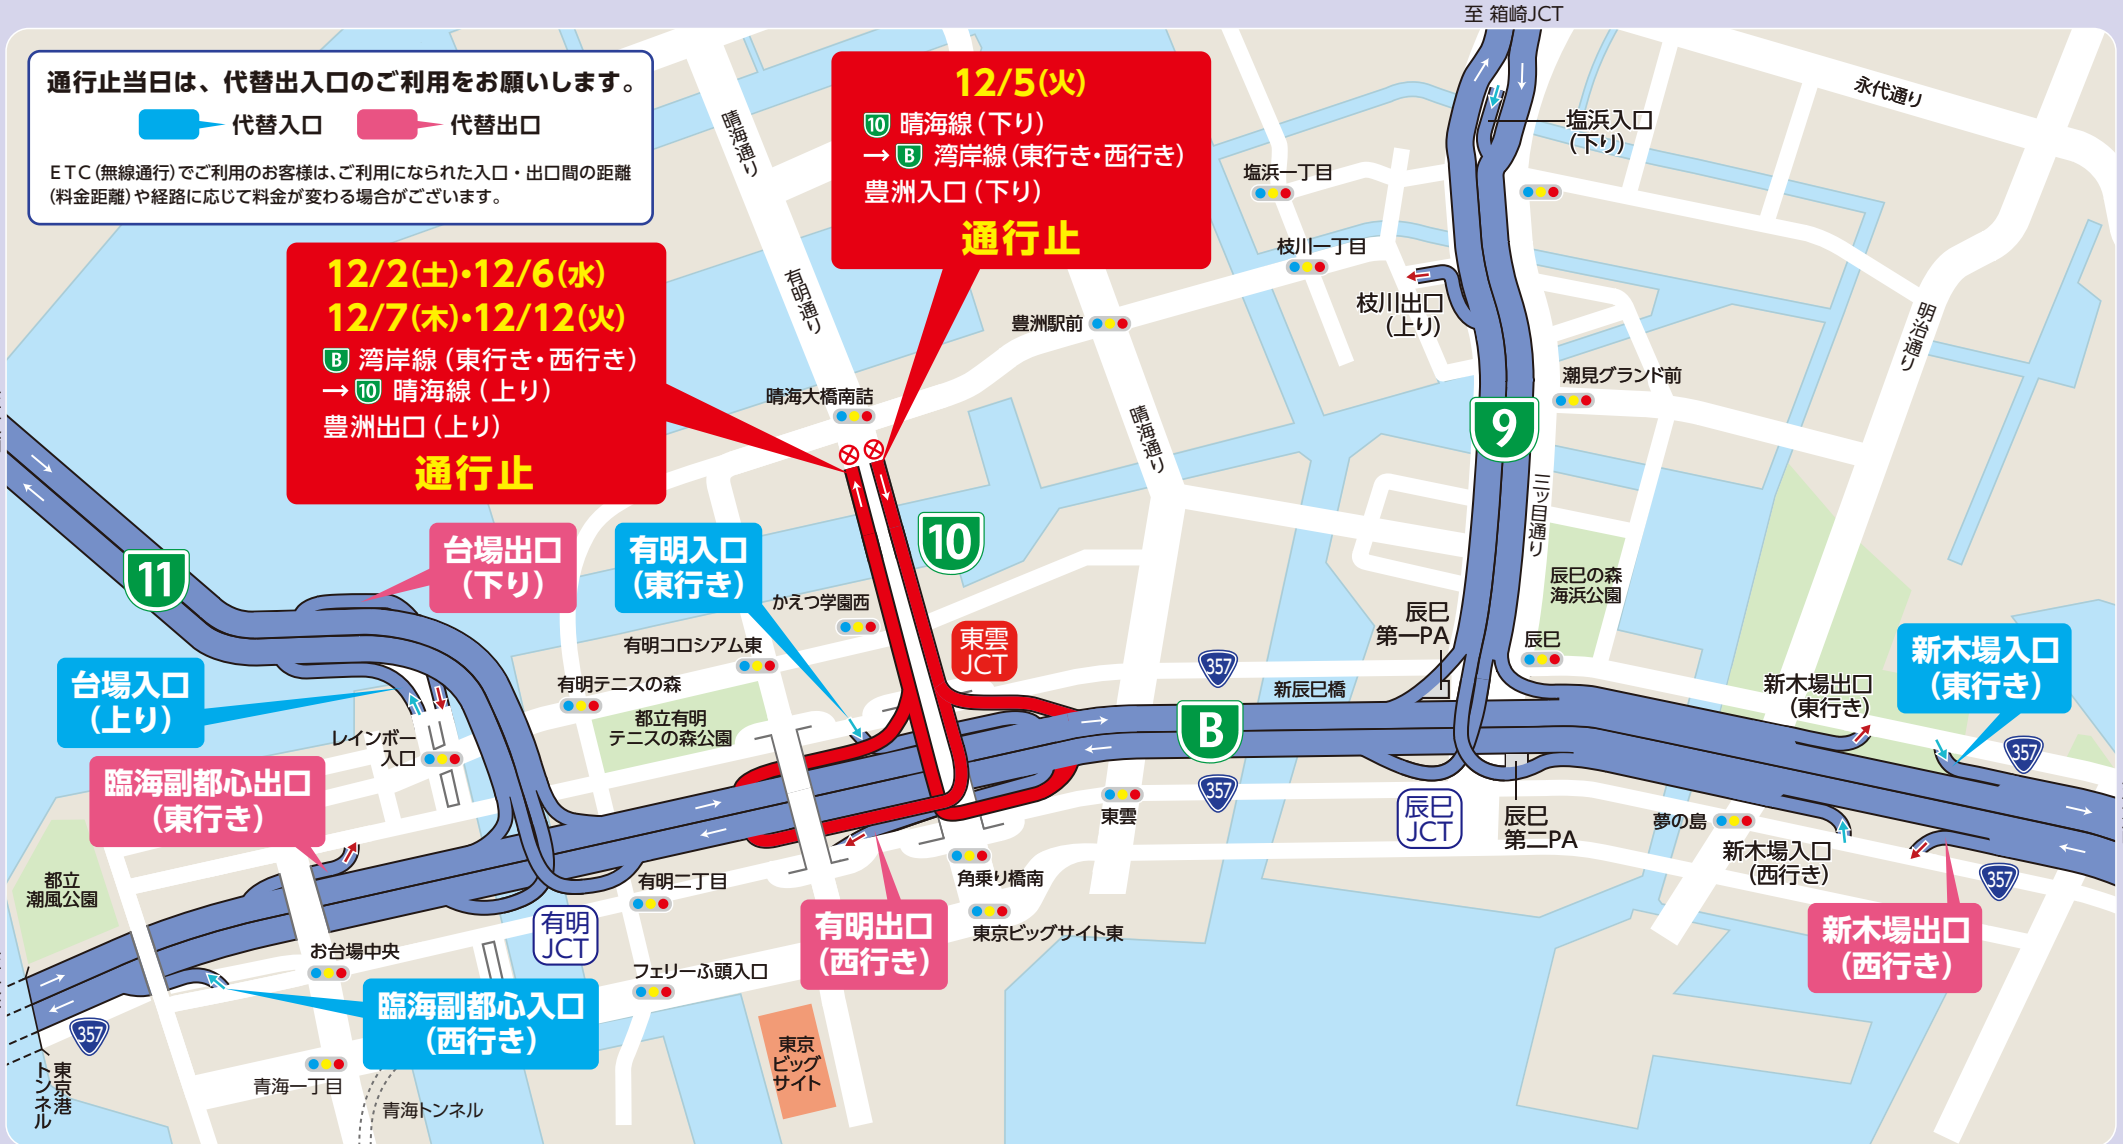 至 箱崎JCT
通行止当日は、代替出入口のご利用をお願いします。
代替入口 代替出口
ETC(無線通行)でご利用のお客様は、ご利用になられた入口・出口間の距離
(料金距離)や経路に応じて料金が変わる場合がございます。
12/5(火)
10 晴海線(下り)
→ B 湾岸線(東行き・西行き)
豊洲入口(下り)
通行止
12/2(土)・12/6(水)
12/7(木)・12/12(火)
B 湾岸線(東行き・西行き)
→ 10 晴海線(上り)
豊洲出口(上り)
通行止
晴海通り
有明通り
永代通り
塩浜入口
(下り)
塩浜一丁目
枝川一丁目
枝川出口
(上り)
豊洲駅前
明治通り
潮見グランド前
晴海大橋南詰
晴海通り
9
三ツ目通り
10
11
台場出口
(下り)
有明入口
(東行き)
かえつ学園西
有明コロシアム東
有明テニスの森
都立有明
テニスの森公園
東雲
JCT
辰巳の森
海浜公園
辰巳
第一PA
辰巳
357
新辰巳橋
B
357
新木場出口
(東行き)
新木場入口
(東行き)
357
台場入口
(上り)
レインボー
入口
臨海副都心出口
(東行き)
東雲
辰巳
JCT
辰巳
第二PA
夢の島
新木場入口
(西行き)
357
新木場出口
(西行き)
都立
潮風公園
有明二丁目
角乗り橋南
有明出口
(西行き)
東京ビッグサイト東
有明
JCT
お台場中央
フェリーふ頭入口
臨海副都心入口
(西行き)
357
東京港
トンネル
青海一丁目
青海トンネル
東京
ビッグ
サイト